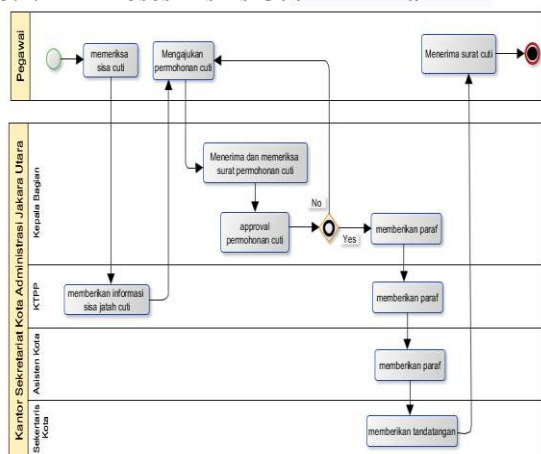 Pegawai
memeriksa
sisa cuti
Mengajukan
permohonan cuti
Menerima surat cuti
Kantor Sekretariat Kota Administrasi Jakara Utara
Kepala Bagian
Menerima dan memeriksa
surat permohonan cuti
approval
permohonan cuti
No
Yes
memberikan paraf
KTPP
memberikan informasi
sisa jatah cuti
memberikan paraf
Asisten Kota
memberikan paraf
Sekertaris
Kota
memberikan tandatangan